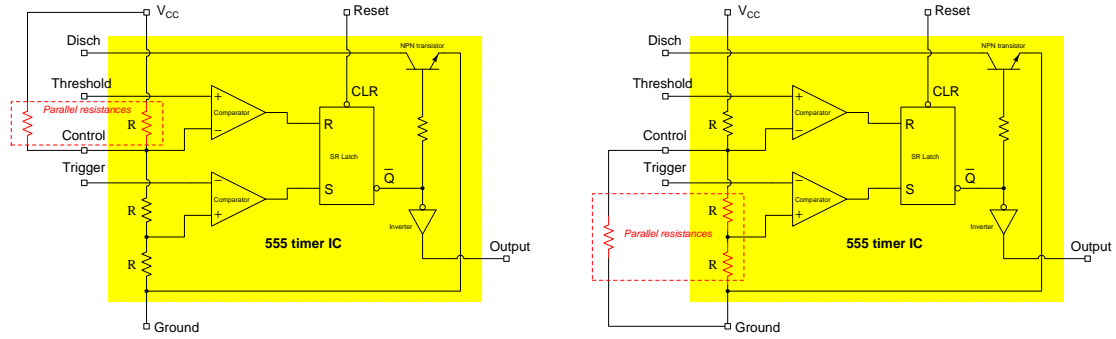 V_CC
Reset
Disch
NPN transistor
Threshold
CLR
Parallel resistances
+
Comparator
R
R
Control
−
SR Latch
Trigger
−
Q̅
Comparator
S
R
+
Inverter
555 timer IC
Output
R
Ground
V_CC
Reset
Disch
NPN transistor
Threshold
CLR
+
Comparator
R
R
Control
−
SR Latch
Trigger
−
Q̅
Comparator
S
R
+
Inverter
Parallel resistances
555 timer IC
Output
R
Ground